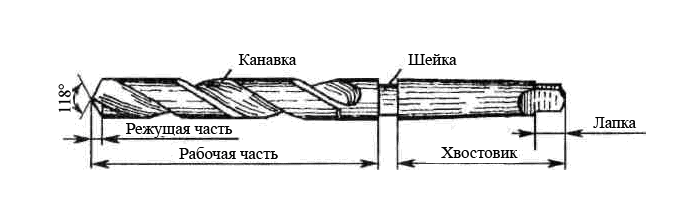 Канавка
Шейка
118°
Режущая часть
Лапка
Рабочая часть
Хвостовик